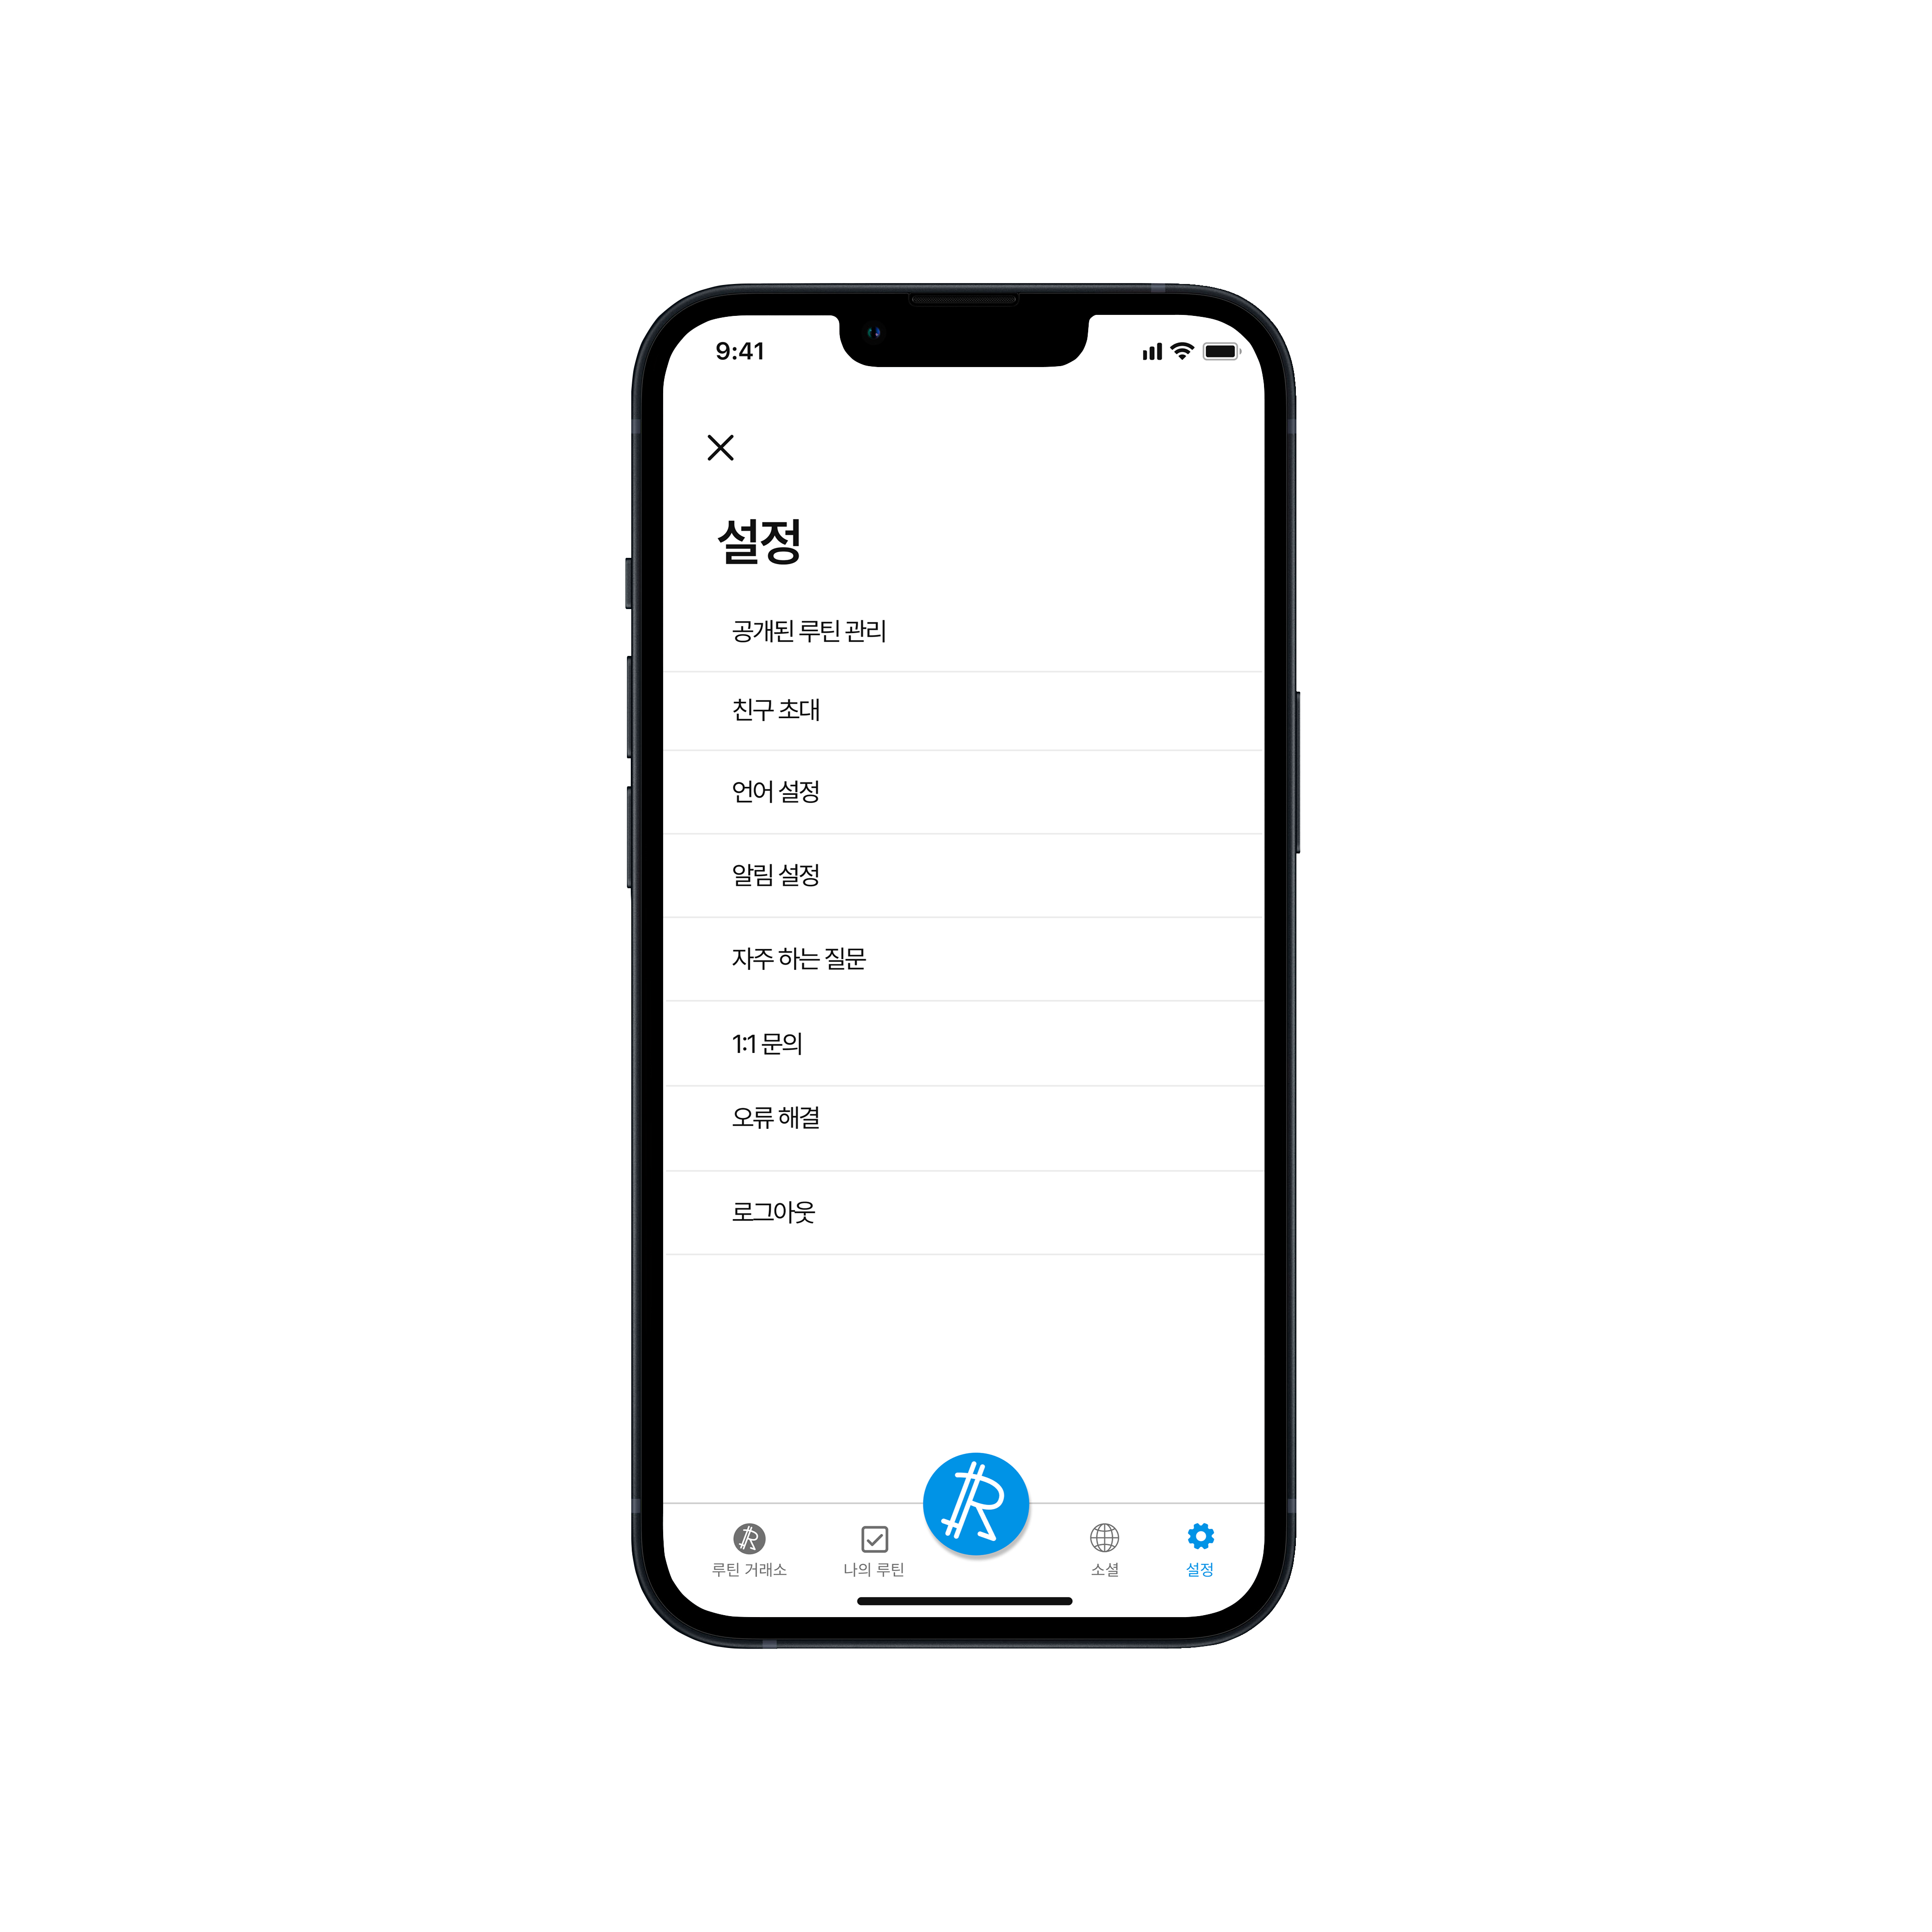 9:41
설정
공개된 루틴 관리
친구 초대
언어 설정
알림 설정
자주 하는 질문
1:1 문의
오류 해결
로그아웃
루틴 거래소
나의 루틴
소셜
설정